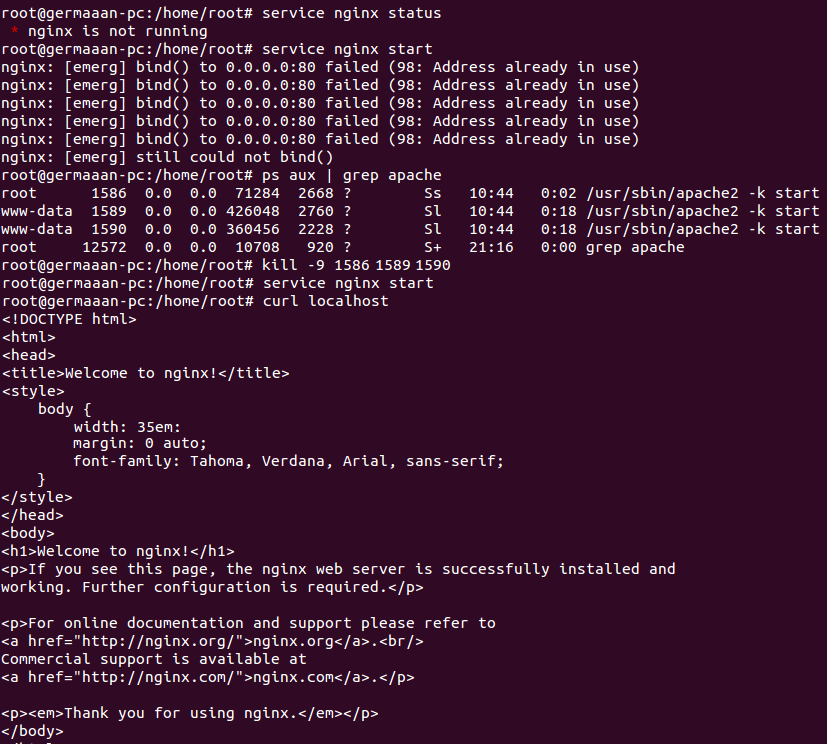 root@germaaan-pc:/home/root# service nginx status
 * nginx is not running
root@germaaan-pc:/home/root# service nginx start
nginx: [emerg] bind() to 0.0.0.0:80 failed (98: Address already in use)
nginx: [emerg] bind() to 0.0.0.0:80 failed (98: Address already in use)
nginx: [emerg] bind() to 0.0.0.0:80 failed (98: Address already in use)
nginx: [emerg] bind() to 0.0.0.0:80 failed (98: Address already in use)
nginx: [emerg] bind() to 0.0.0.0:80 failed (98: Address already in use)
nginx: [emerg] still could not bind()
root@germaaan-pc:/home/root# ps aux | grep apache
root      1586  0.0  0.0  71284  2668 ?        Ss   10:44   0:02 /usr/sbin/apache2 -k start
www-data  1589  0.0  0.0 426048  2760 ?        Sl   10:44   0:18 /usr/sbin/apache2 -k start
www-data  1590  0.0  0.0 360456  2228 ?        Sl   10:44   0:18 /usr/sbin/apache2 -k start
root     12572  0.0  0.0  10708   920 ?        S+   21:16   0:00 grep apache
root@germaaan-pc:/home/root# kill -9 1586 1589 1590
root@germaaan-pc:/home/root# service nginx start
root@germaaan-pc:/home/root# curl localhost
<!DOCTYPE html>
<html>
<head>
<title>Welcome to nginx!</title>
<style>
    body {
        width: 35em:
        margin: 0 auto;
        font-family: Tahoma, Verdana, Arial, sans-serif;
    }
</style>
</head>
<body>
<h1>Welcome to nginx!</h1>
<p>If you see this page, the nginx web server is successfully installed and
working. Further configuration is required.</p>

<p>For online documentation and support please refer to
<a href="http://nginx.org/">nginx.org</a>.<br/>
Commercial support is available at
<a href="http://nginx.com/">nginx.com</a>.</p>

<p><em>Thank you for using nginx.</em></p>
</body>